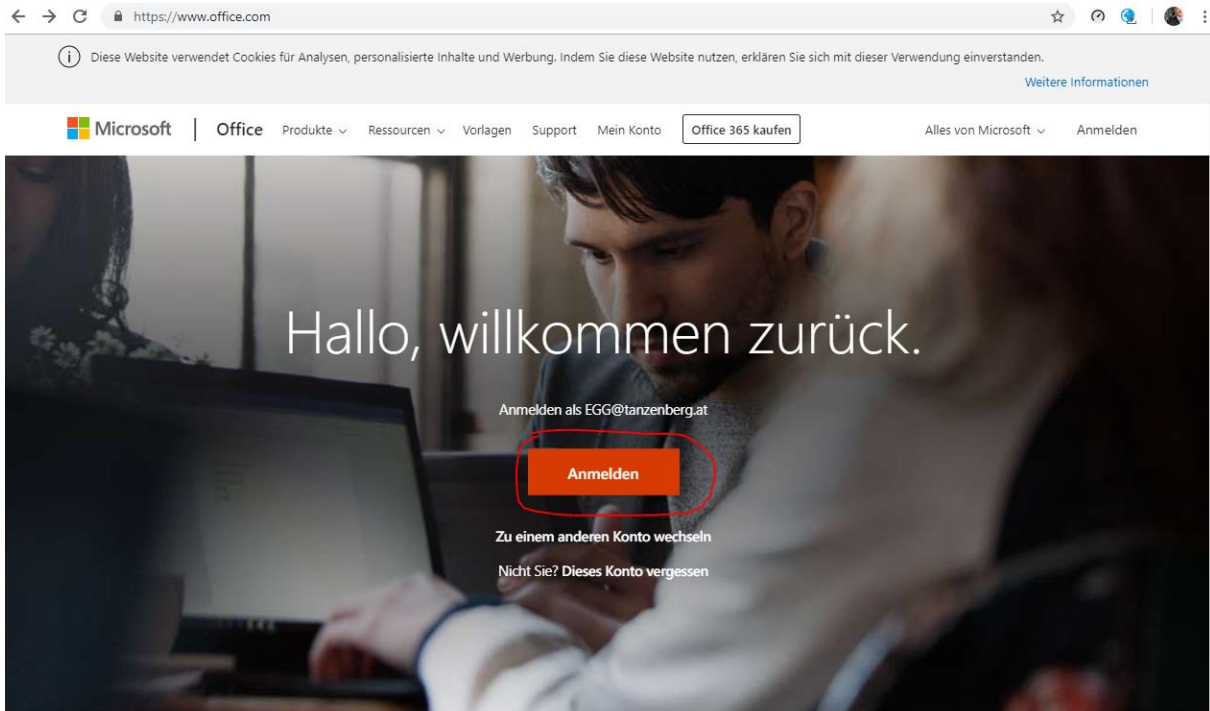 https://www.office.com
Diese Website verwendet Cookies für Analysen, personalisierte Inhalte und Werbung. Indem Sie diese Website nutzen, erklären Sie sich mit dieser Verwendung einverstanden.
Weitere Informationen
Microsoft | Office Produkte Ressourcen Vorlagen Support Mein Konto Office 365 kaufen Alles von Microsoft Anmelden
Hallo, willkommen zurück.
Anmelden als EGG@tanzenberg.at
Anmelden
Zu einem anderen Konto wechseln
Nicht Sie? Dieses Konto vergessen